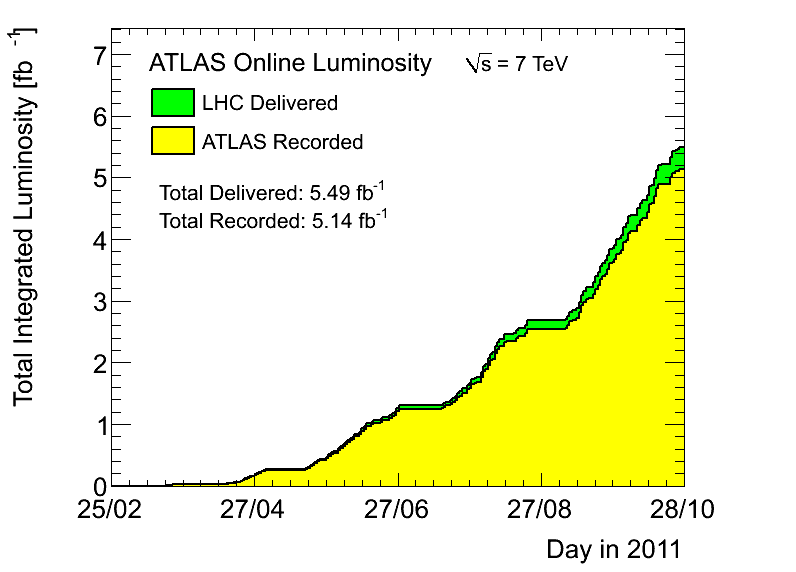 Total Integrated Luminosity [fb⁻¹]
7
6
5
4
3
2
1
0
ATLAS Online Luminosity √s = 7 TeV
LHC Delivered
ATLAS Recorded
Total Delivered: 5.49 fb⁻¹
Total Recorded: 5.14 fb⁻¹
25/02 27/04 27/06 27/08 28/10
Day in 2011